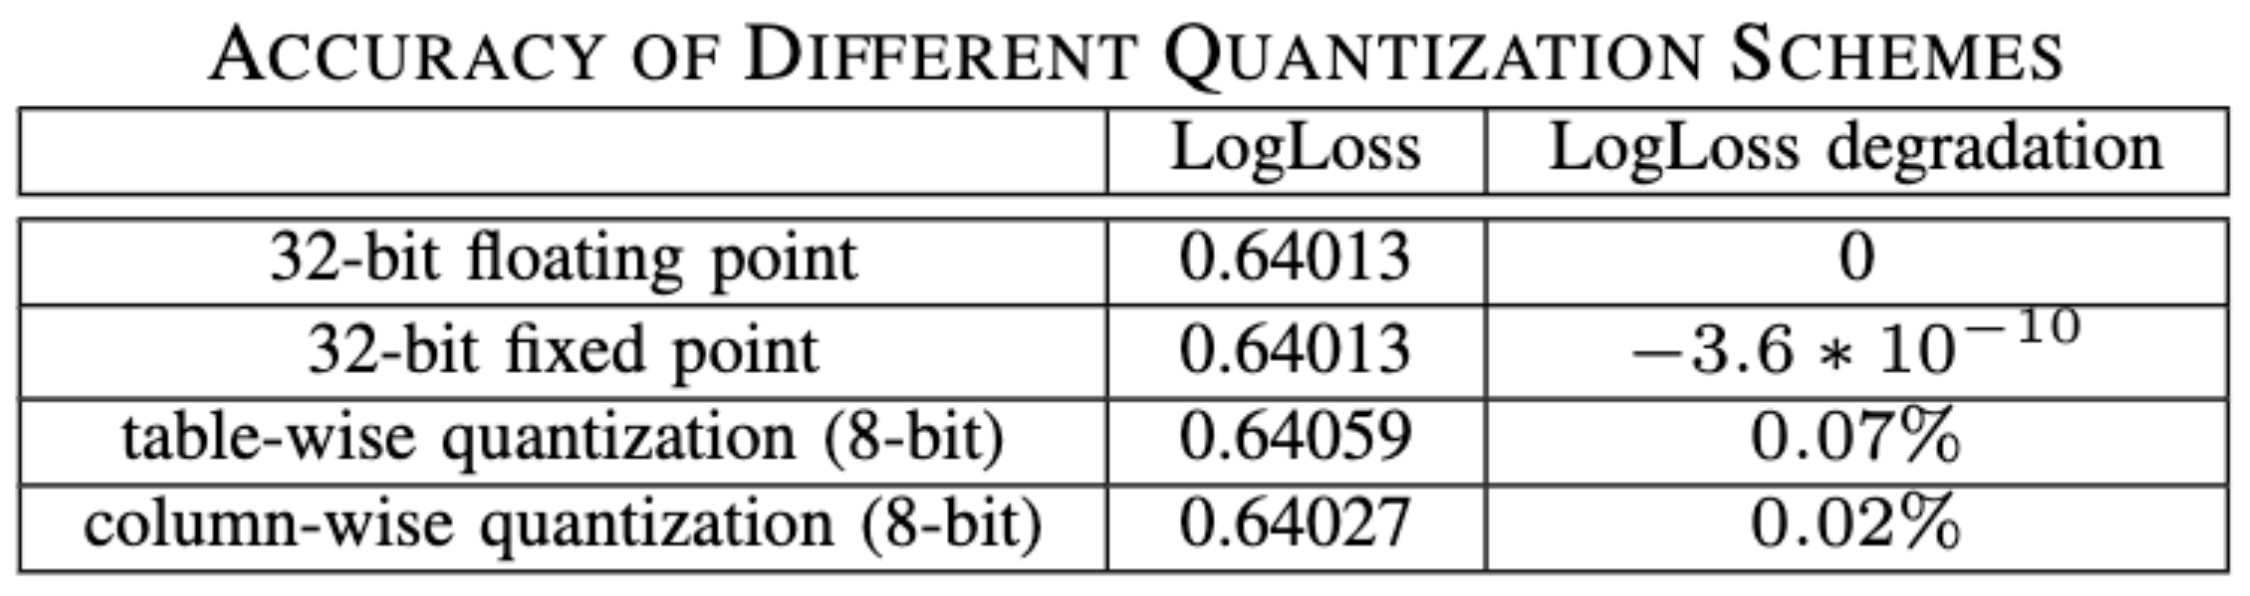 ACCURACY OF DIFFERENT QUANTIZATION SCHEMES
LogLoss LogLoss degradation
32-bit floating point 0.64013 0
32-bit fixed point 0.64013 −3.6 ∗ 10⁻¹⁰
table-wise quantization (8-bit) 0.64059 0.07%
column-wise quantization (8-bit) 0.64027 0.02%